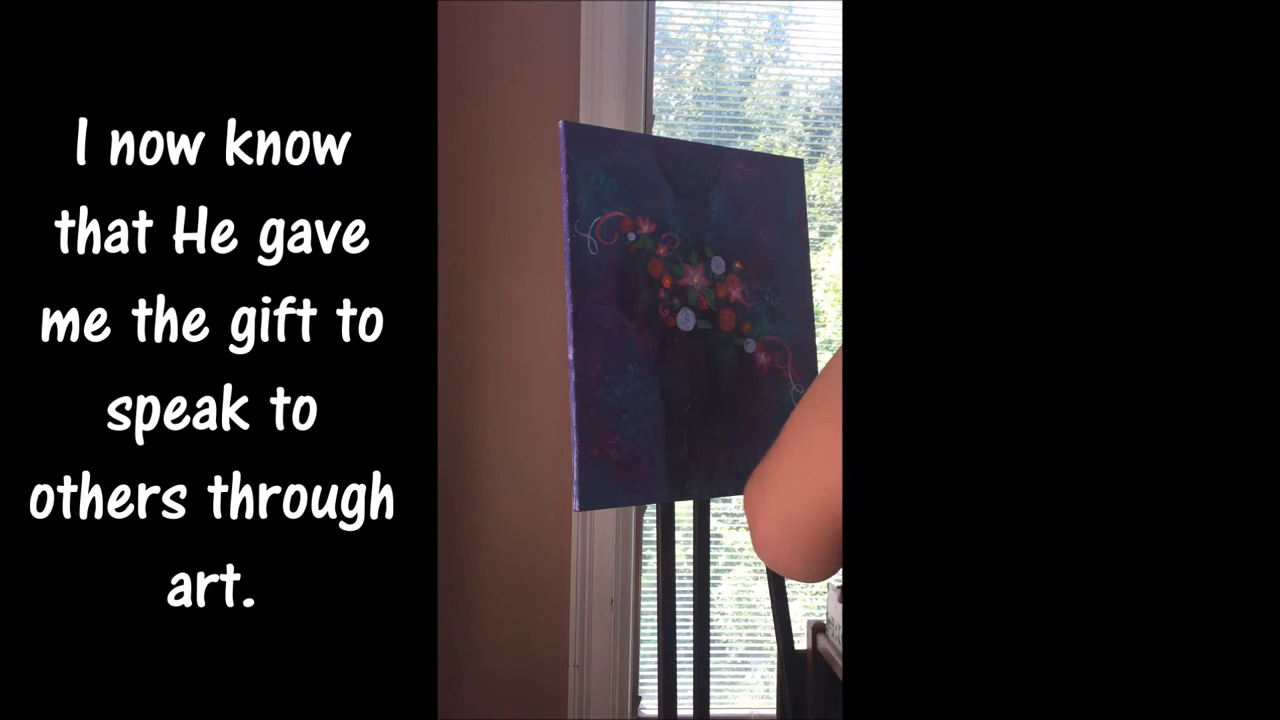 I now know
that He gave
me the gift to
speak to
others through
art.